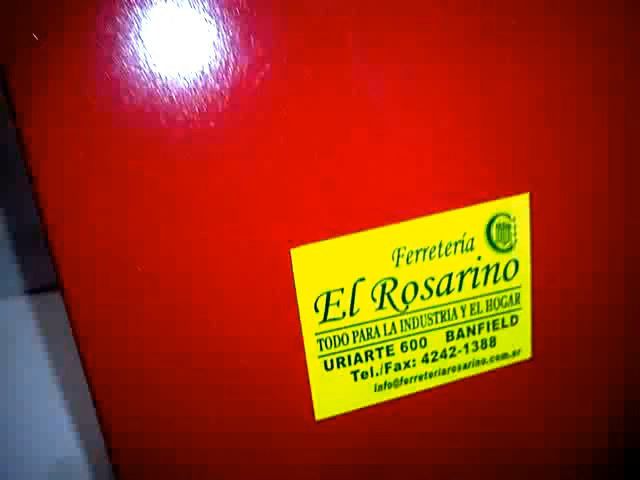 Ferretería
El Rosarino
TODO PARA LA INDUSTRIA Y EL HOGAR
URIARTE 600 BANFIELD
Tel./Fax: 4242-1388
info@ferreteriarosarino.com.ar